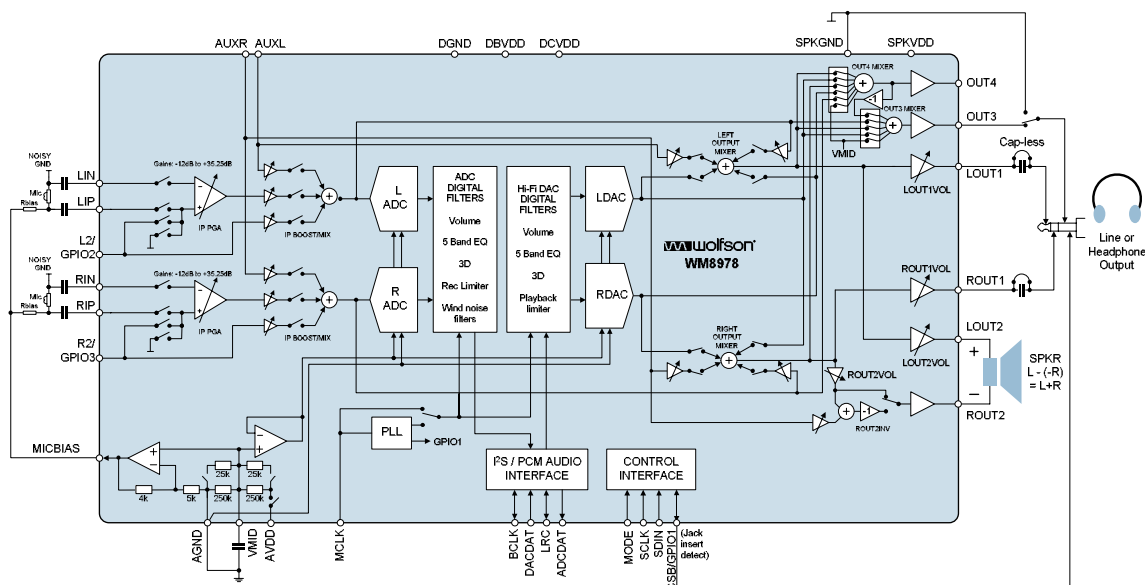 AUXR AUXL DGND DBVDD DCVDD SPKGND SPKVDD
OUT4 MIXER
OUT4
-1
OUT3 MIXER
OUT3
VMID
Cap-less
LEFT
OUTPUT
MIXER
LOUT1VOL
LOUT1
NOISY
GND
LIN
Mic
Rbias
LIP
L2/
GPIO2
Gains: -12dB to +35.25dB
IP PGA
IP BOOST/MIX
L
ADC
ADC
DIGITAL
FILTERS
Volume
5 Band EQ
3D
Rec Limiter
Wind noise
filters
Hi-Fi DAC
DIGITAL
FILTERS
Volume
5 Band EQ
3D
Playback
limiter
LDAC
wolfson®
WM8978
Line or
Headphone
Output
NOISY
GND
RIN
Mic
Rbias
RIP
R2/
GPIO3
Gains: -12dB to +35.25dB
IP PGA
IP BOOST/MIX
R
ADC
RDAC
ROUT1VOL
ROUT1
RIGHT
OUTPUT
MIXER
LOUT2
LOUT2VOL
SPKR
L - (-R)
= L+R
ROUT2VOL
-1
ROUT2INV
ROUT2
MICBIAS
PLL
GPIO1
I²S / PCM AUDIO
INTERFACE
CONTROL
INTERFACE
25k 25k
4k 5k 250k 250k
AGND
VMID
AVDD
MCLK
BCLK
DACDAT
LRC
ADCDAT
MODE
SCLK
SDIN
CSB/GPIO1
(Jack
insert
detect)